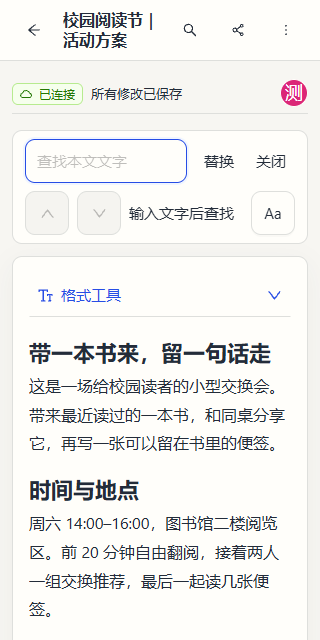 校园阅读节｜
活动方案
已连接 所有修改已保存 测
查找本文文字 替换 关闭
输入文字后查找 Aa
格式工具
带一本书来，留一句话走
这是一场给校园读者的小型交换会。
带来最近读过的一本书，和同桌分享
它，再写一张可以留在书里的便签。
时间与地点
周六 14:00–16:00，图书馆二楼阅览
区。前 20 分钟自由翻阅，接着两人
一组交换推荐，最后一起读几张便
签。